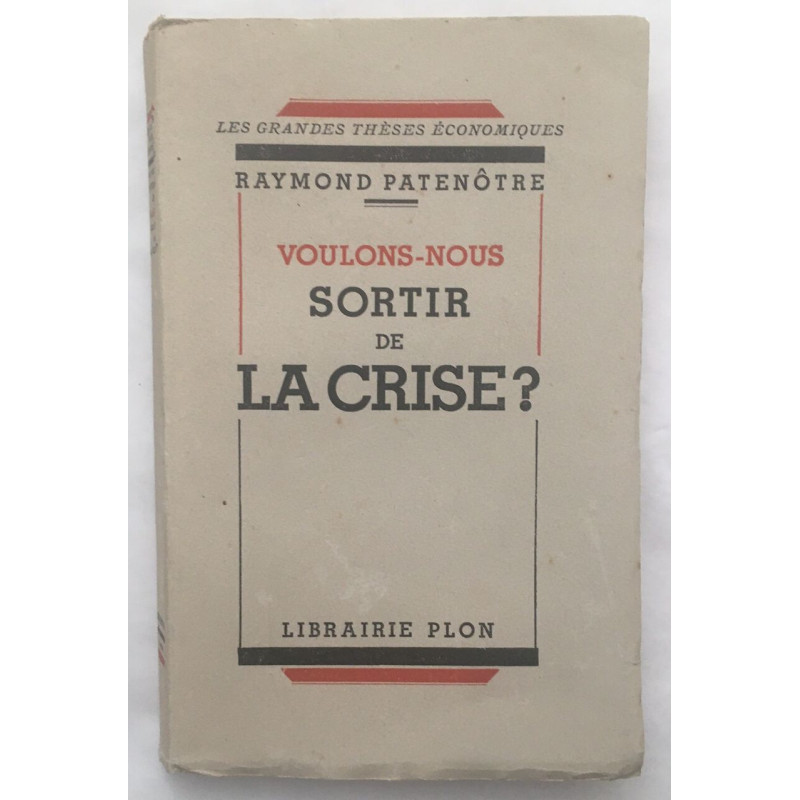 LES GRANDES THÈSES ÉCONOMIQUES
RAYMOND PATENÔTRE
VOULONS-NOUS
SORTIR
DE
LA CRISE?
LIBRAIRIE PLON